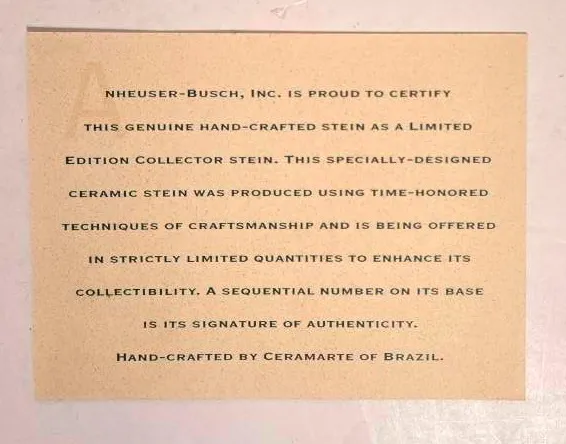 ANHEUSER-BUSCH, INC. IS PROUD TO CERTIFY
THIS GENUINE HAND-CRAFTED STEIN AS A LIMITED
EDITION COLLECTOR STEIN. THIS SPECIALLY-DESIGNED
CERAMIC STEIN WAS PRODUCED USING TIME-HONORED
TECHNIQUES OF CRAFTSMANSHIP AND IS BEING OFFERED
IN STRICTLY LIMITED QUANTITIES TO ENHANCE ITS
COLLECTIBILITY. A SEQUENTIAL NUMBER ON ITS BASE
IS ITS SIGNATURE OF AUTHENTICITY.
HAND-CRAFTED BY CERAMARTE OF BRAZIL.